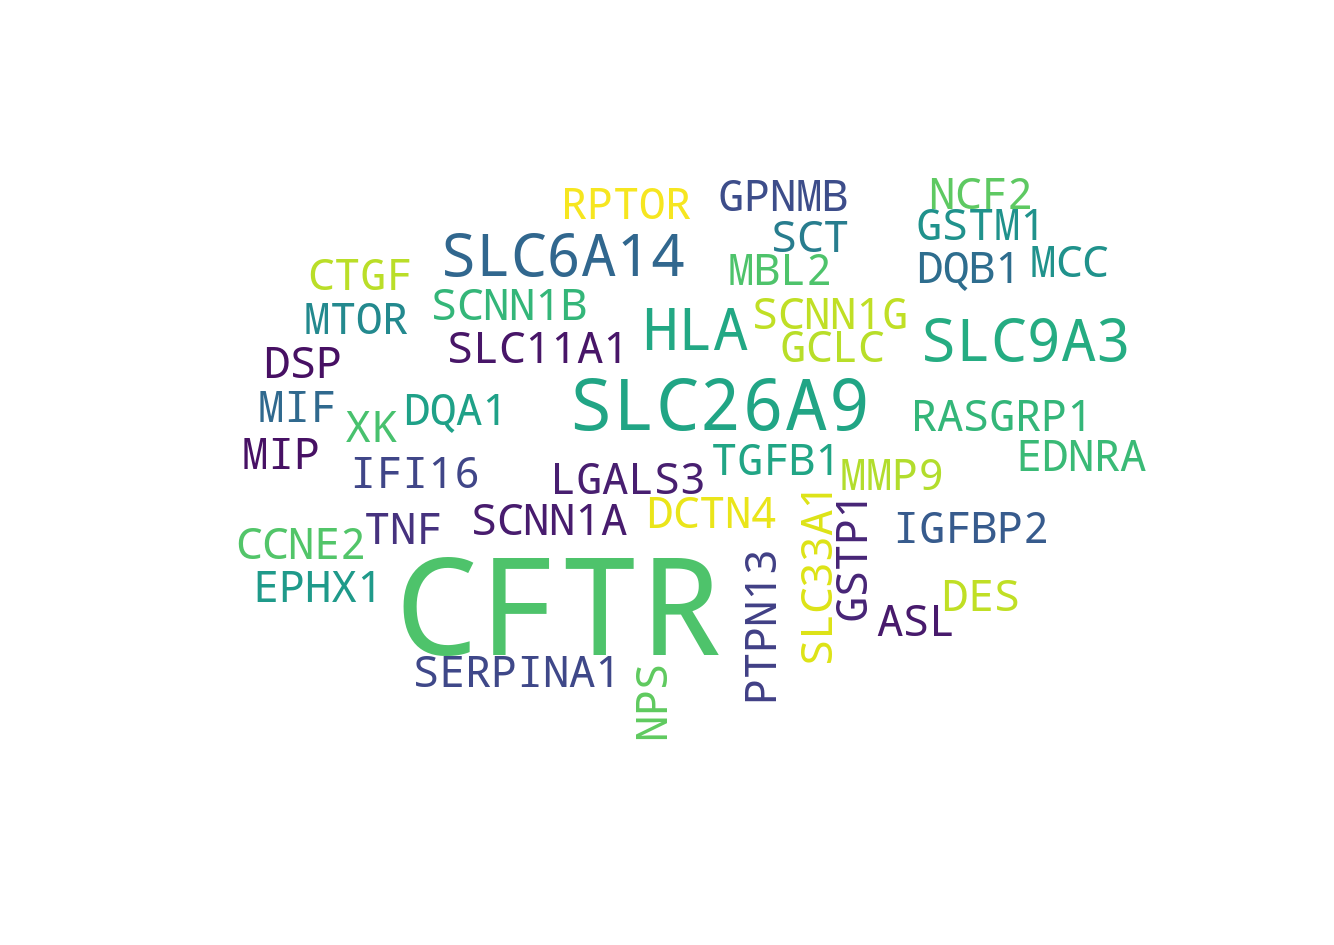 RPTOR
GPNMB
NCF2
GSTM1
SCT
SLC6A14
MCC
DQB1
MBL2
CTGF
SCNN1B
SCNN1G
MTOR
HLA
SLC9A3
SLC11A1
GCLC
DSP
MIF
SLC26A9
DQA1
RASGRP1
XK
MIP
EDNRA
TGFB1
IFI16
LGALS3
MMP9
DCTN4
SCNN1A
TNF
IGFBP2
CCNE2
SLC33A1
GSTP1
EPHX1
CFTR
PTPN13
DES
ASL
SERPINA1
NPS